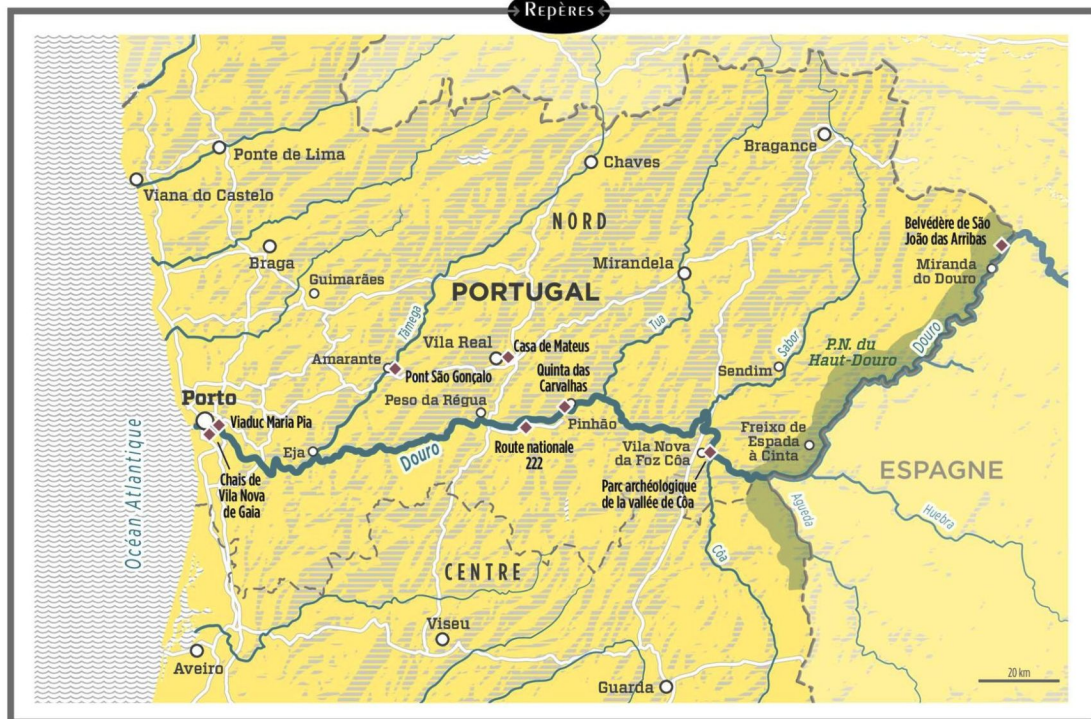 Repères
Ponte de Lima
Chaves
Bragance
Viana do Castelo
NORD
Belvédère de São
João das Arribas
Braga
Mirandela
Miranda
do Douro
Guimarães
PORTUGAL
Tâmega
Tua
Sabor
Douro
P.N. du
Haut-Douro
Vila Real
Casa de Mateus
Amarante
Pont São Gonçalo
Quinta das
Carvalhas
Sendim
Porto
Peso da Régua
Viaduc Maria Pia
Pinhão
Eja
Douro
Route nationale
222
Vila Nova
da Foz Côa
Freixo de
Espada
à Cinta
ESPAGNE
Océan Atlantique
Chais de
Vila Nova
de Gaia
Parc archéologique
de la vallée de Côa
Agueda
Huebra
Côa
CENTRE
Viseu
Aveiro
Guarda
20 km